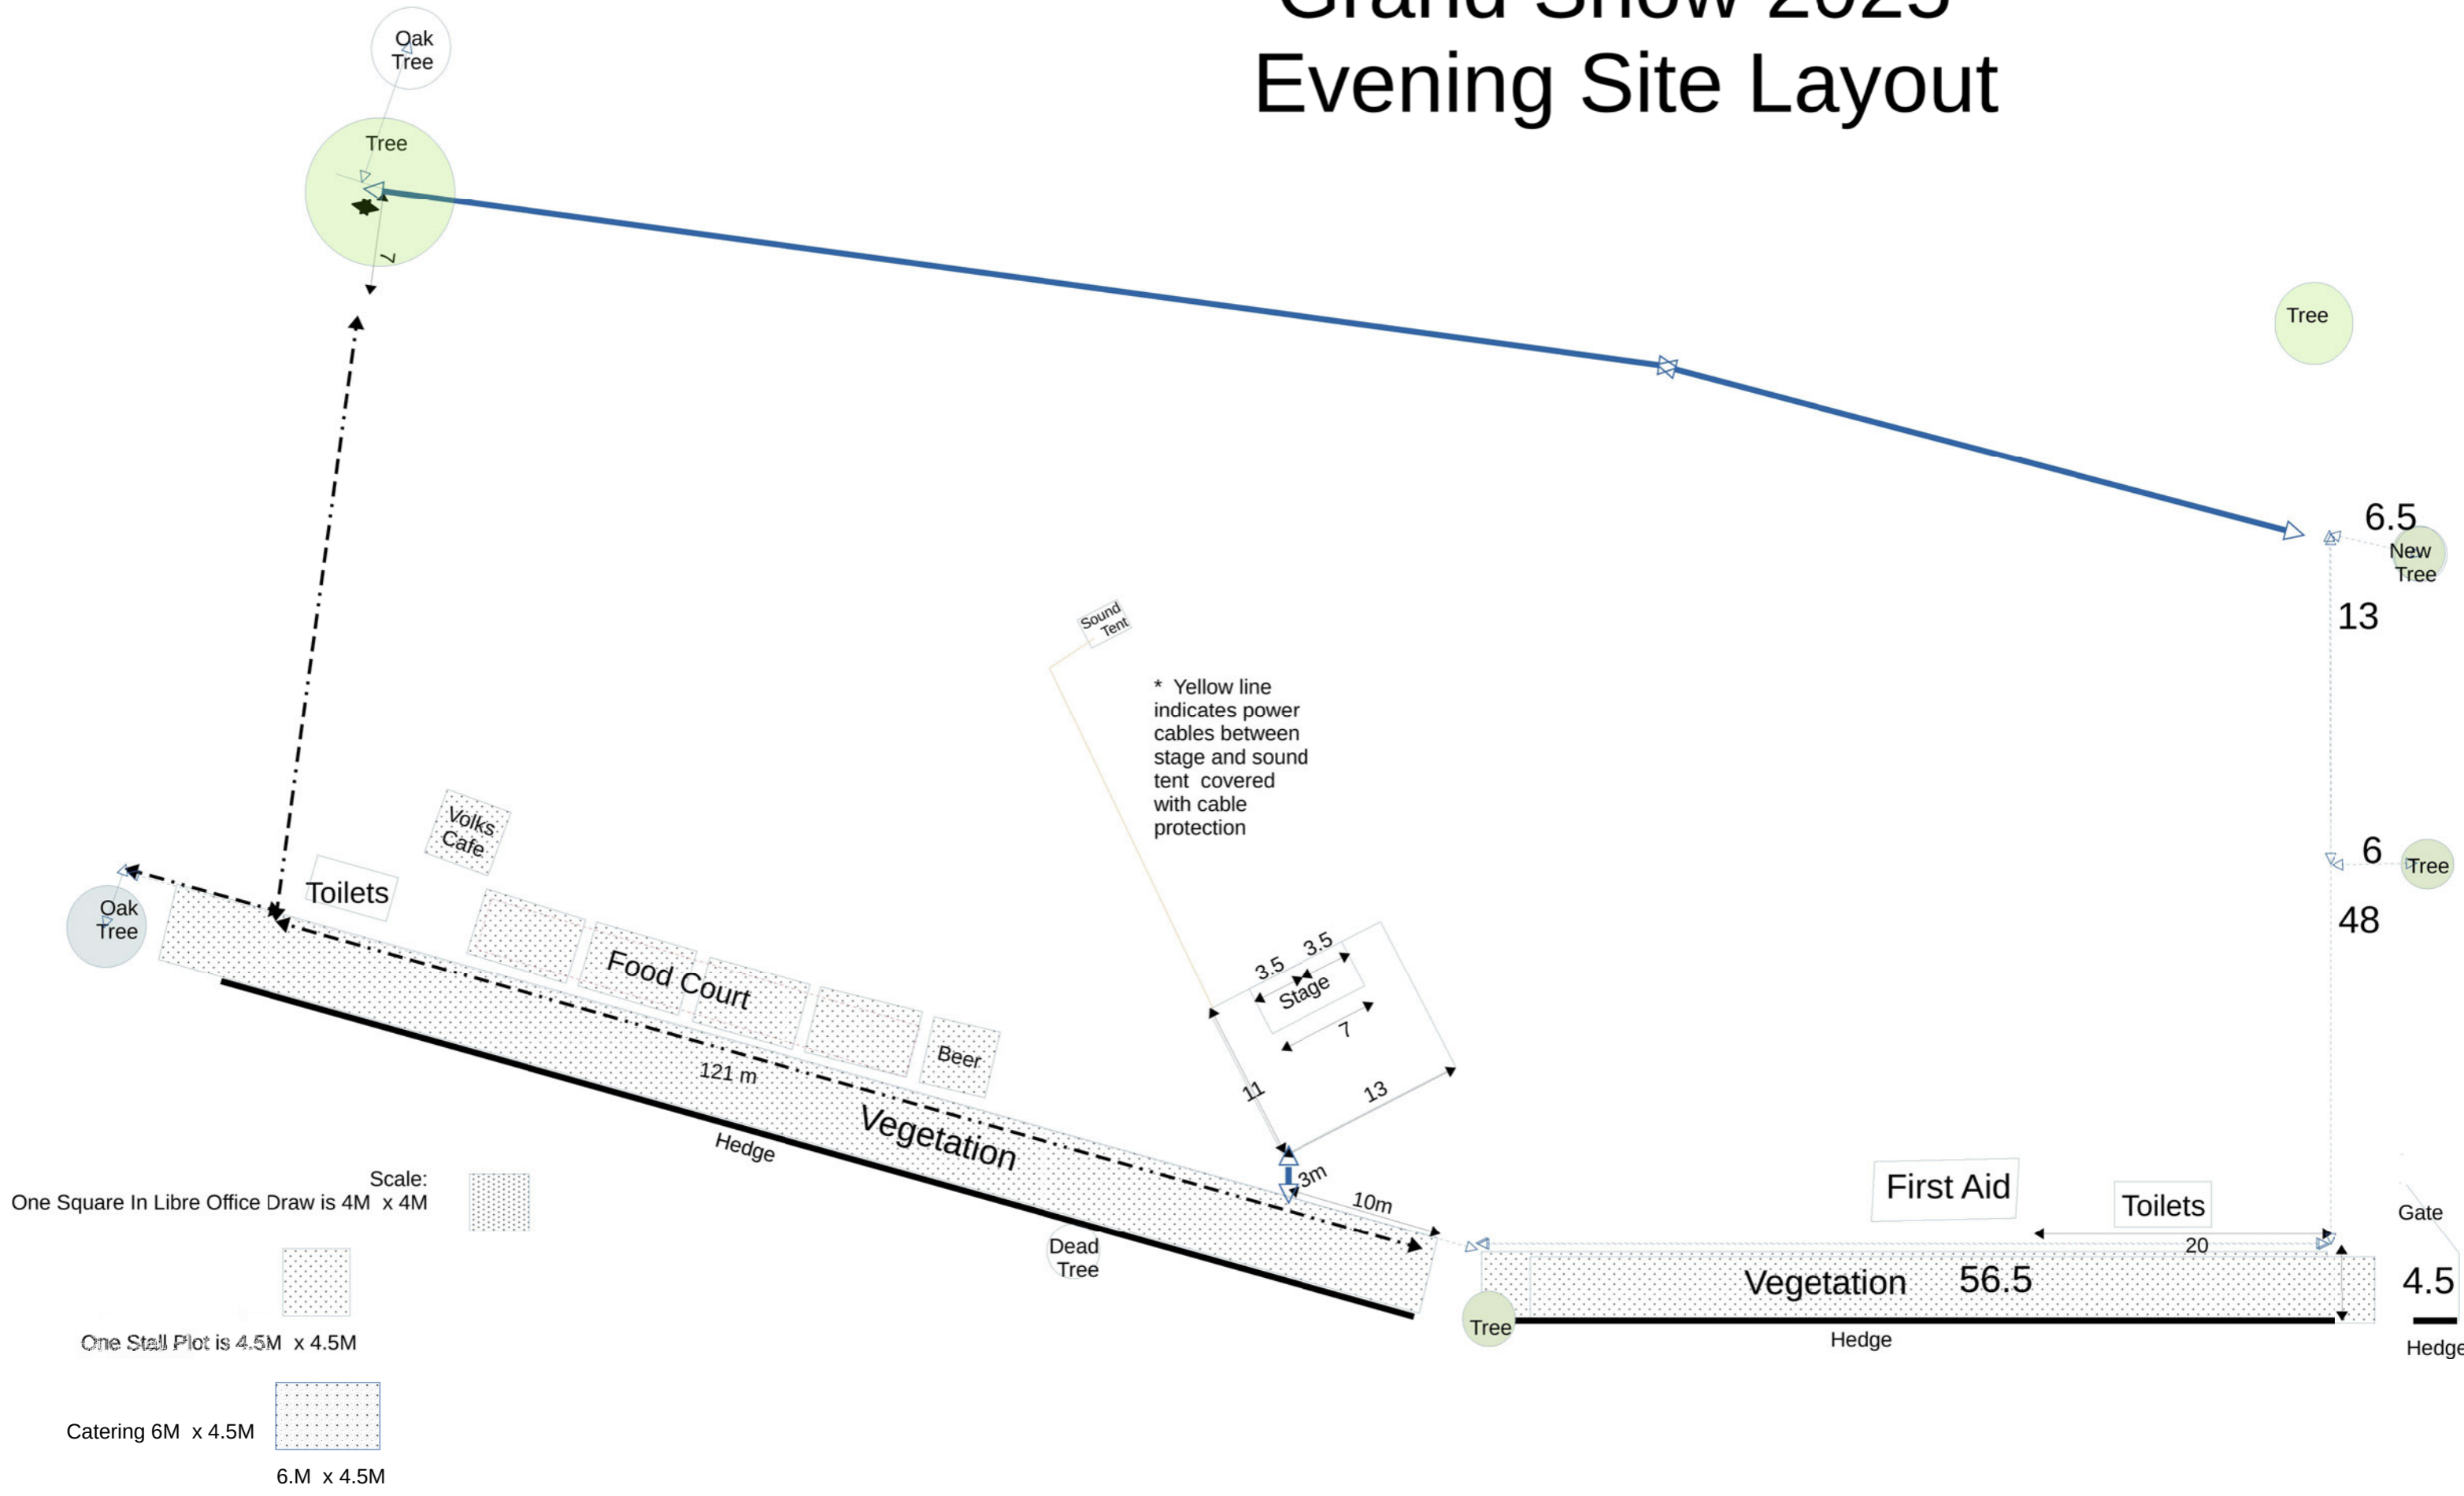 Grand Show 2025
Evening Site Layout
Oak
Tree
Tree
7
Tree
6.5
New
Tree
13
Sound
Tent
* Yellow line
indicates power
cables between
stage and sound
tent covered
with cable
protection
Volks
Cafe
6
Tree
Toilets
Oak
Tree
48
Food Court
3.5
3.5
Stage
7
Beer
121 m
11
13
Vegetation
Hedge
3m
10m
Scale:
One Square In Libre Office Draw is 4M x 4M
First Aid
Toilets
Gate
20
Dead
Tree
Vegetation
56.5
4.5
Tree
Hedge
Hedge
One Stall Plot is 4.5M x 4.5M
Catering 6M x 4.5M
6.M x 4.5M